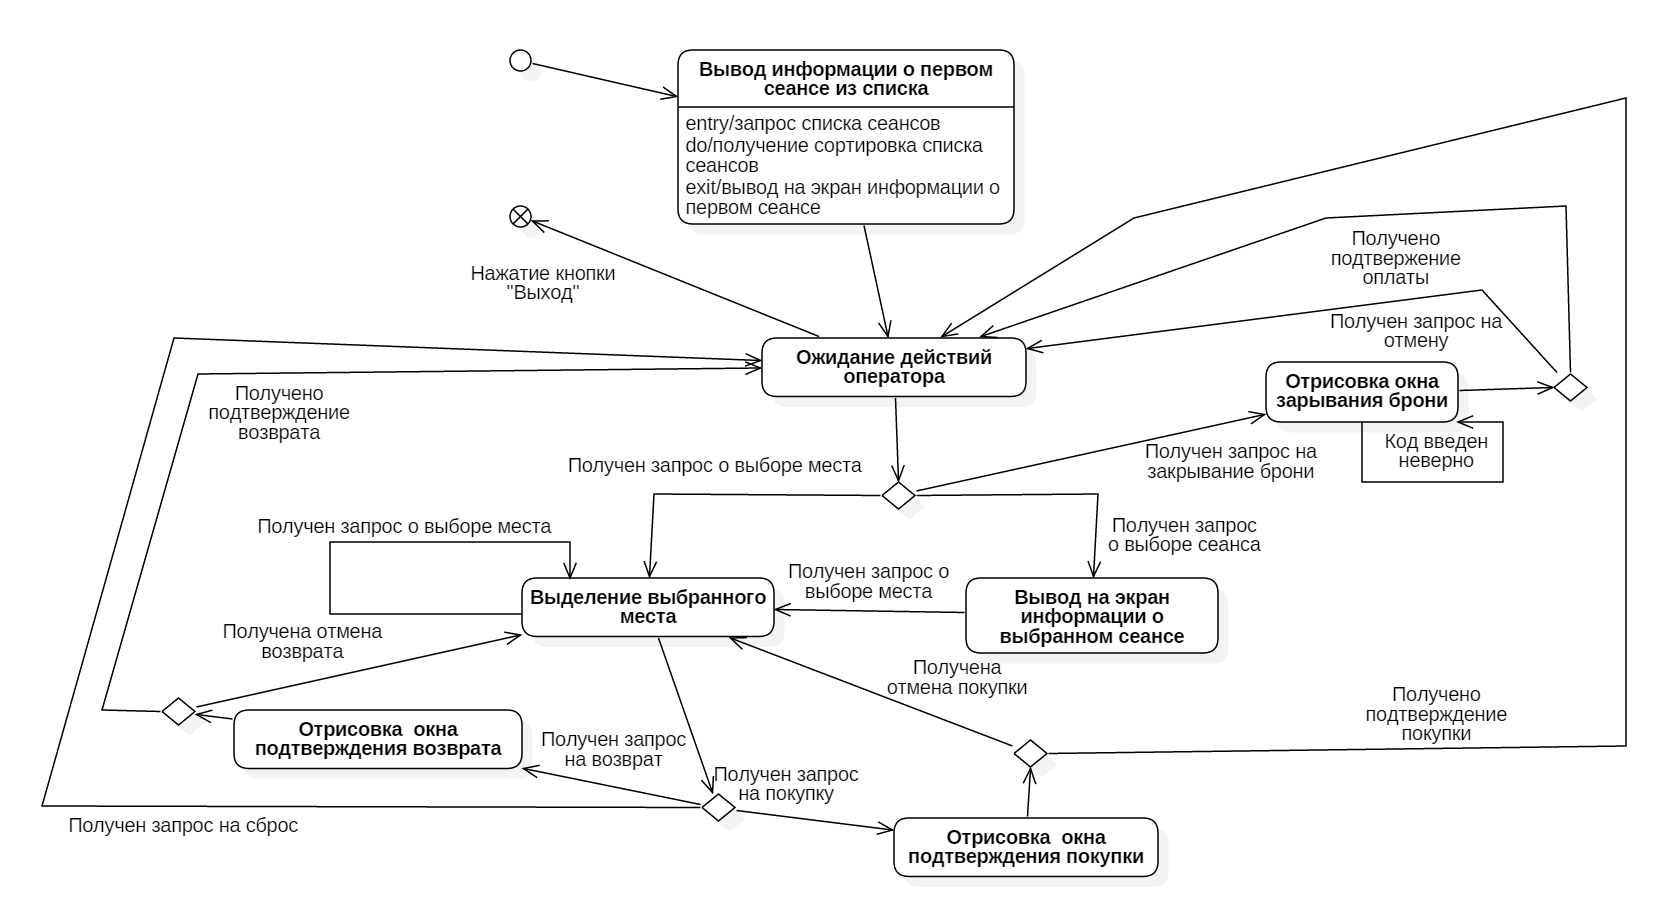 Вывод информации о первом
сеансе из списка
entry/запрос списка сеансов
do/получение сортировка списка
сеансов
exit/вывод на экран информации о
первом сеансе
Нажатие кнопки
"Выход"
Получено
подтвержение
оплаты
Получен запрос на
отмену
Ожидание действий
оператора
Отрисовка окна
зарывания брони
Код введен
неверно
Получено
подтверждение
возврата
Получен запрос о выборе места
Получен запрос на
закрывание брони
Получен запрос о выборе места
Получен запрос
о выборе сеанса
Получен запрос о
выборе места
Выделение выбранного
места
Вывод на экран
информации о
выбранном сеансе
Получена отмена
возврата
Получена
отмена покупки
Получено
подтверждение
покупки
Отрисовка  окна
подтверждения возврата
Получен запрос
на возврат
Получен запрос
на покупку
Получен запрос на сброс
Отрисовка  окна
подтверждения покупки